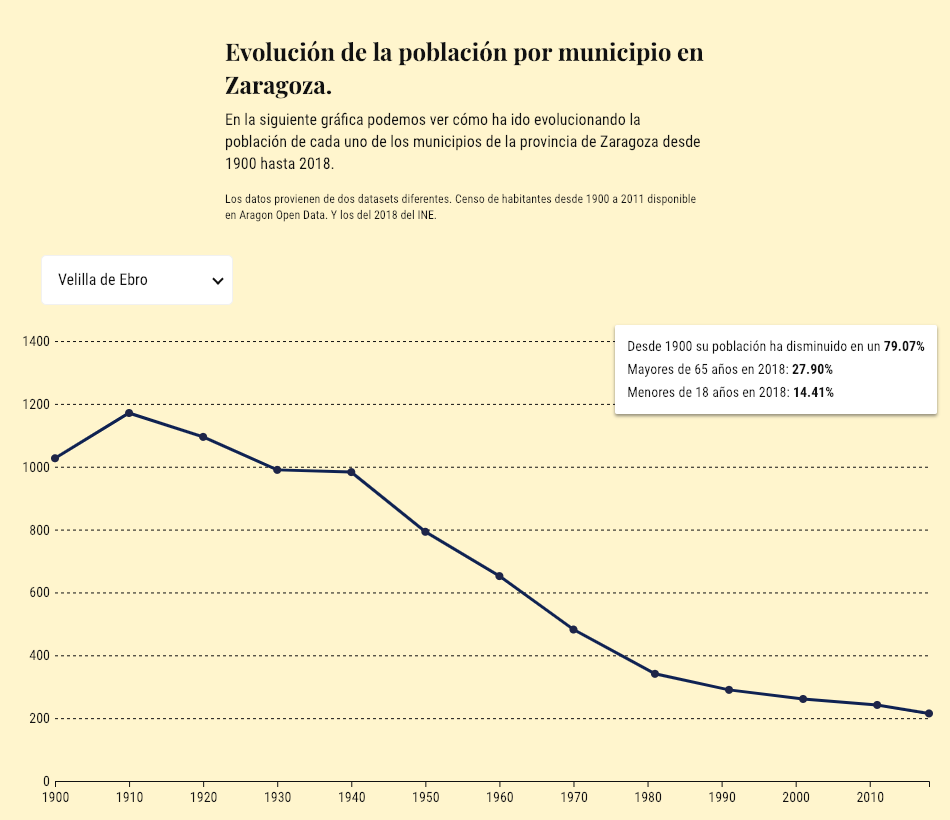 Evolución de la población por municipio en
Zaragoza.
En la siguiente gráfica podemos ver cómo ha ido evolucionando la
población de cada uno de los municipios de la provincia de Zaragoza desde
1900 hasta 2018.
Los datos provienen de dos datasets diferentes. Censo de habitantes desde 1900 a 2011 disponible
en Aragon Open Data. Y los del 2018 del INE.
Velilla de Ebro
Desde 1900 su población ha disminuido en un 79.07%
Mayores de 65 años en 2018: 27.90%
Menores de 18 años en 2018: 14.41%
1400
1200
1000
800
600
400
200
0
1900 1910 1920 1930 1940 1950 1960 1970 1980 1990 2000 2010